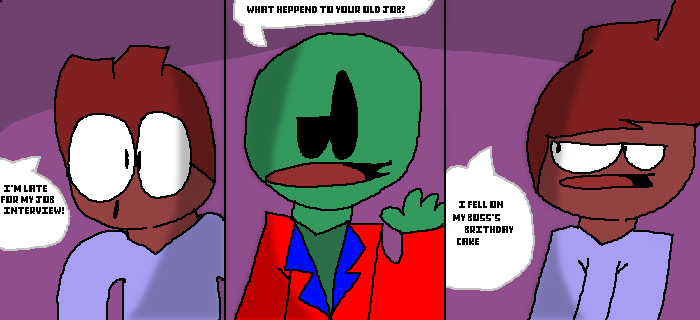 I'M LATE
FOR MY JOB
INTERVIEW!
WHAT HEPPEND TO YOUR OLD JOB?
I FELL ON
MY BOSS'S
BRITHDAY
CAKE